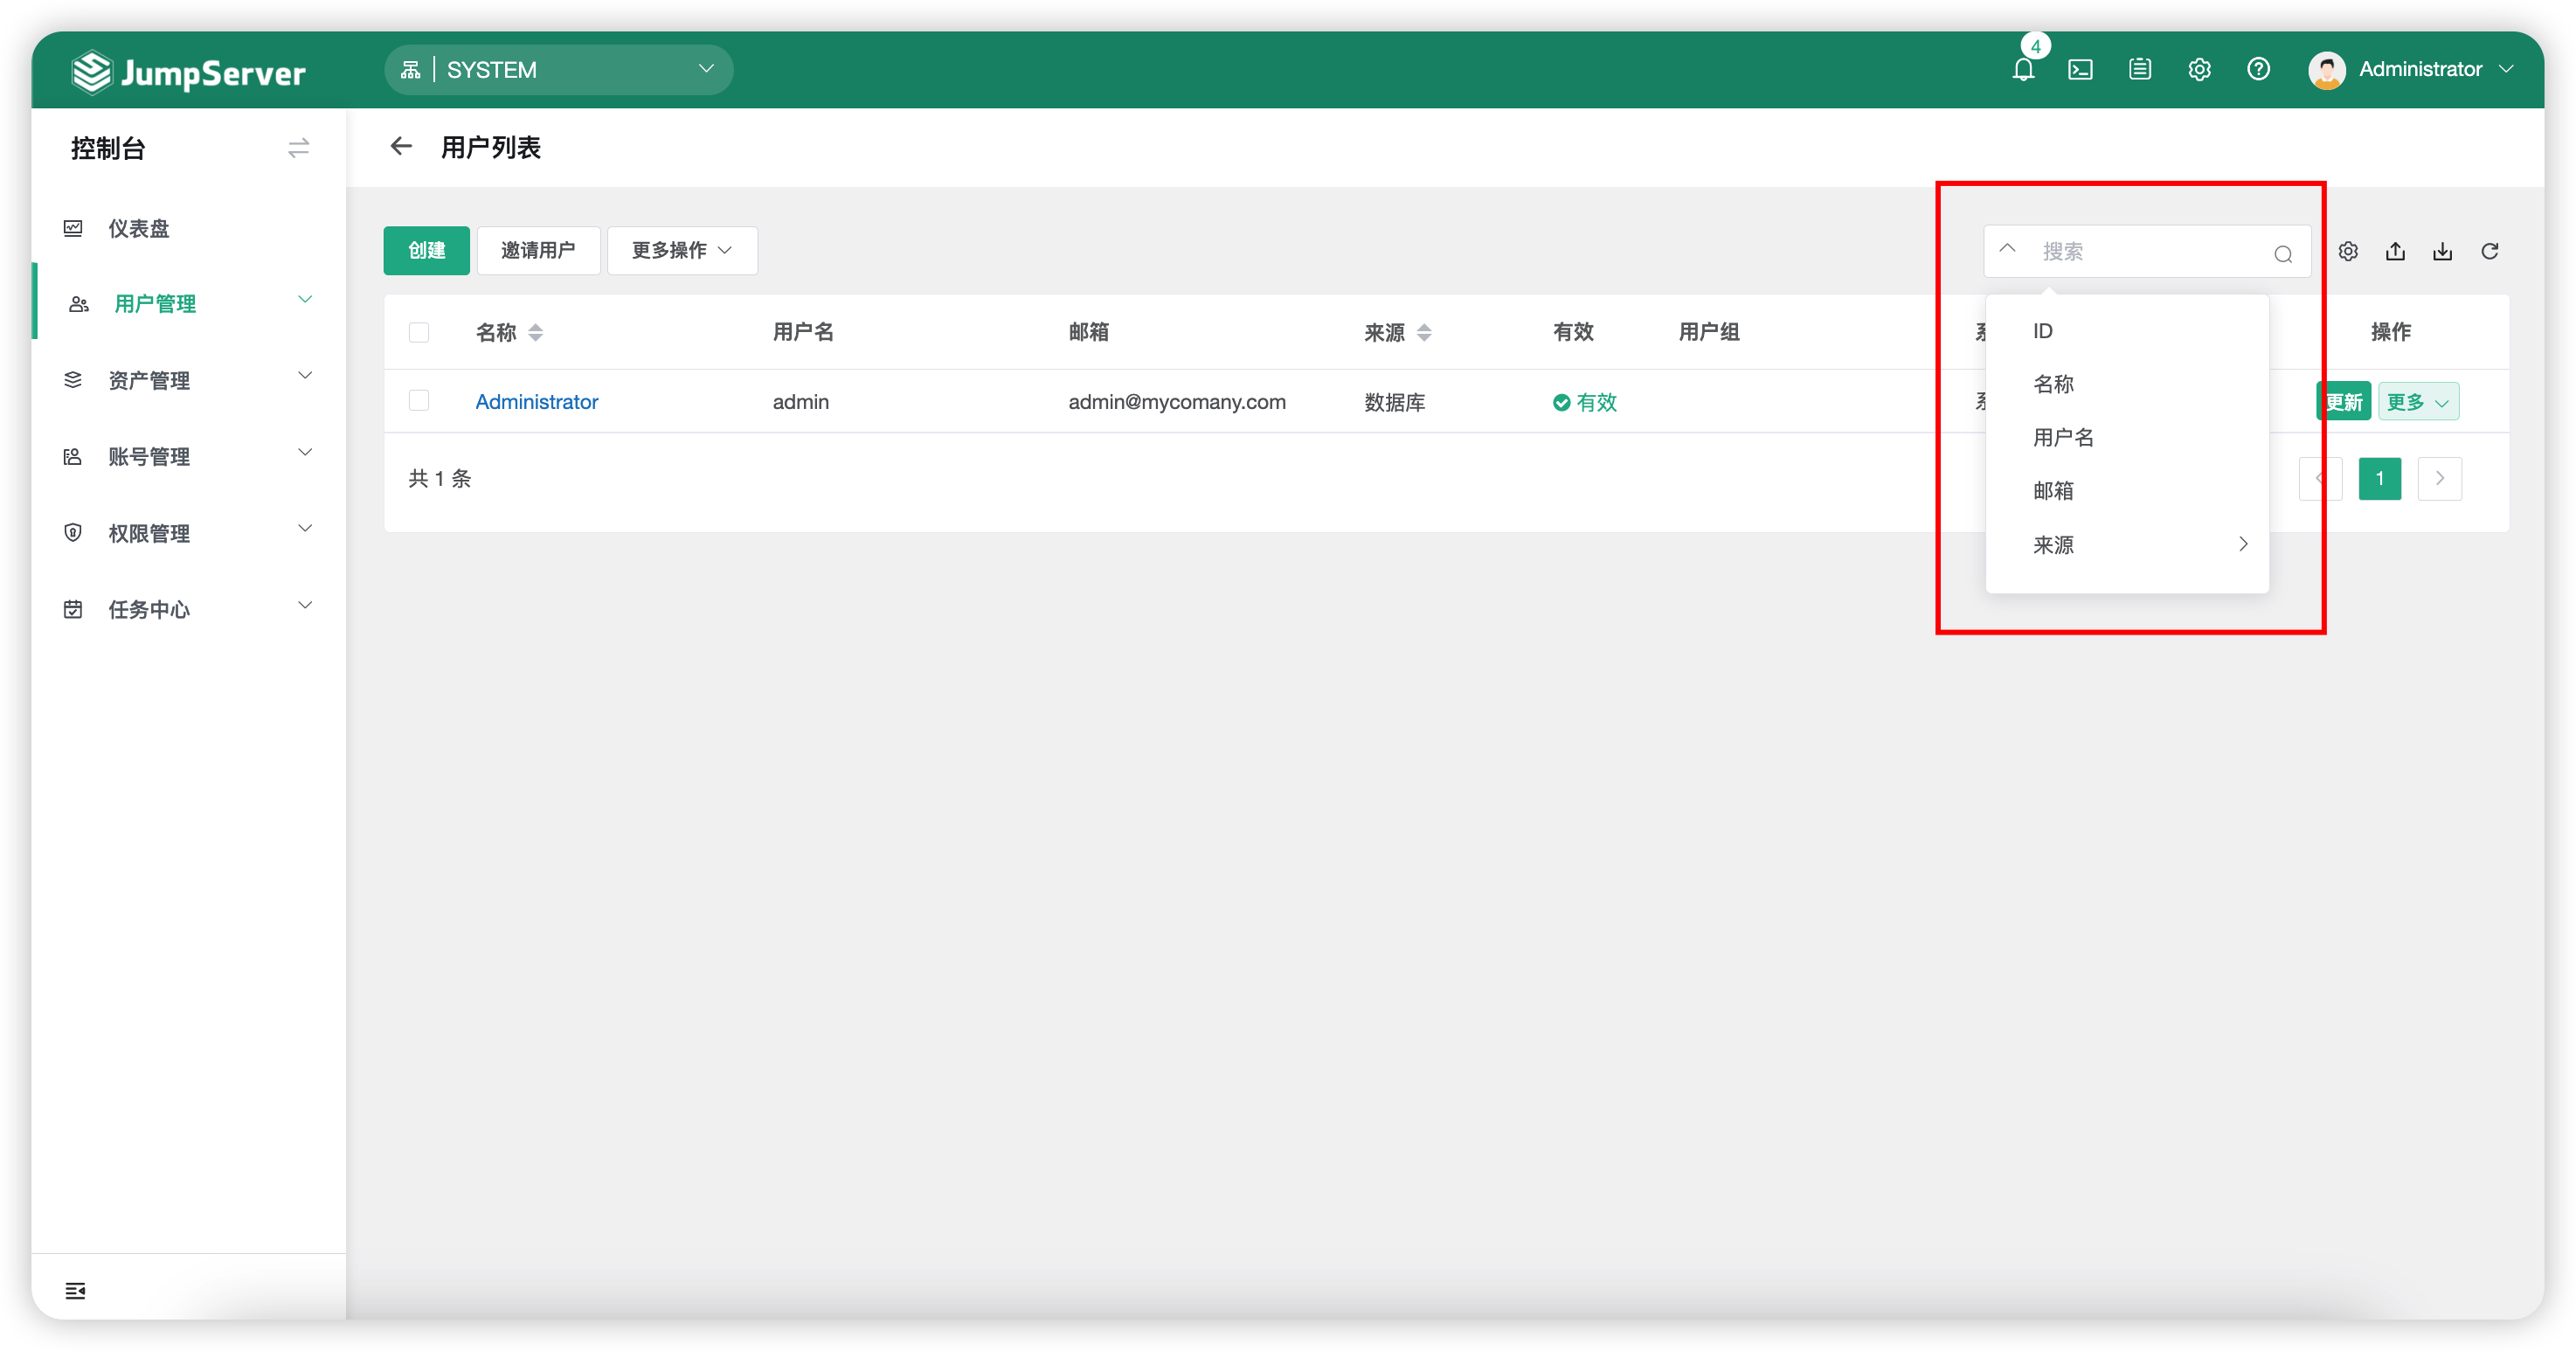 JumpServer
SYSTEM
4
Administrator
控制台
用户列表
仪表盘
用户管理
资产管理
账号管理
权限管理
任务中心
创建
邀请用户
更多操作
搜索
名称
用户名
邮箱
来源
有效
用户组
操作
Administrator
admin
admin@mycomany.com
数据库
有效
更新
更多
共 1 条
1
ID
名称
用户名
邮箱
来源